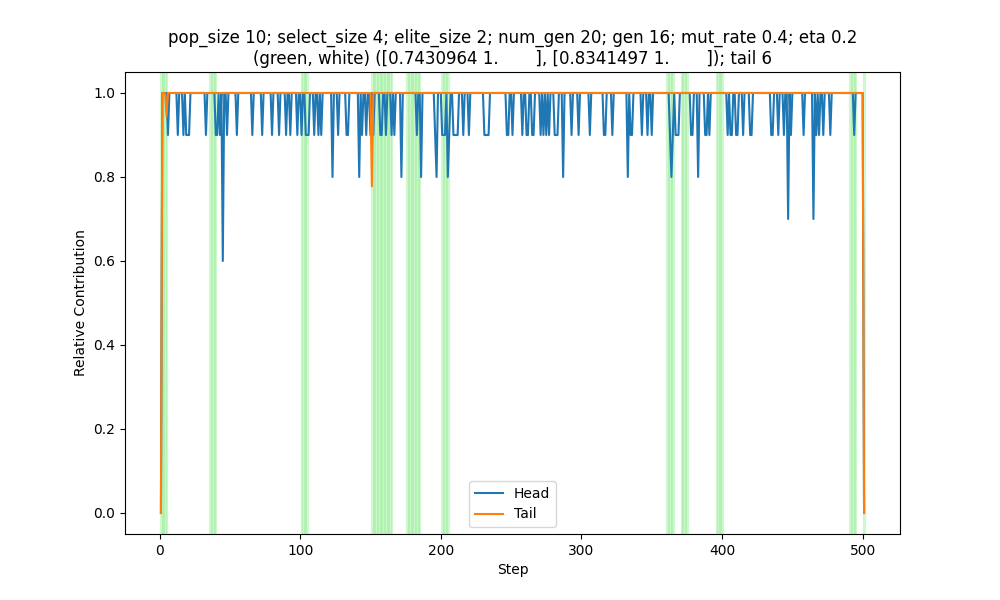 pop_size 10; select_size 4; elite_size 2; num_gen 20; gen 16; mut_rate 0.4; eta 0.2
(green, white) ([0.7430964 1.       ], [0.8341497 1.       ]); tail 6
1.0
0.8
0.6
0.4
0.2
0.0
Relative Contribution
Head
Tail
0 100 200 300 400 500
Step